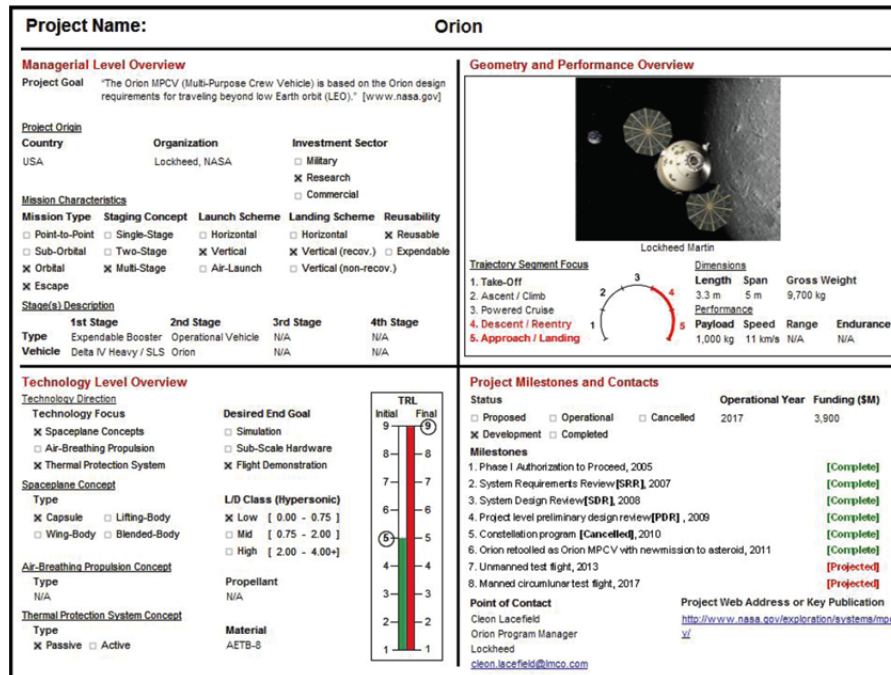 Project Name: Orion
Managerial Level Overview
Project Goal "The Orion MPCV (Multi-Purpose Crew Vehicle) is based on the Orion design
requirements for traveling beyond low Earth orbit (LEO)." [www.nasa.gov]
Project Origin
Country Organization Investment Sector
USA Lockheed, NASA Military
Research
Commercial
Mission Characteristics
Mission Type Staging Concept Launch Scheme Landing Scheme Reusability
Point-to-Point Single-Stage Horizontal Horizontal Reusable
Sub-Orbital Two-Stage Vertical Vertical (recov.) Expendable
Orbital Multi-Stage Air-Launch Vertical (non-recov.)
Escape
Stage(s) Description
1st Stage 2nd Stage 3rd Stage 4th Stage
Type Expendable Booster Operational Vehicle N/A N/A
Vehicle Delta IV Heavy / SLS Orion N/A N/A
Geometry and Performance Overview
Lockheed Martin
Trajectory Segment Focus
1. Take-Off
2. Ascent / Climb
3. Powered Cruise
4. Descent / Reentry
5. Approach / Landing
1 2 3 4 5
Dimensions
Length Span Gross Weight
3.3 m 5 m 9,700 kg
Performance
Payload Speed Range Endurance
1,000 kg 11 km/s N/A N/A
Technology Level Overview
Technology Direction
Technology Focus Desired End Goal
Spaceplane Concepts Simulation
Air-Breathing Propulsion Sub-Scale Hardware
Thermal Protection System Flight Demonstration
Spaceplane Concept
Type L/D Class (Hypersonic)
Capsule Lifting-Body Low [ 0.00 - 0.75 ]
Wing-Body Blended-Body Mid [ 0.75 - 2.00 ]
High [ 2.00 - 4.00+]
Air-Breathing Propulsion Concept
Type Propellant
N/A N/A
Thermal Protection System Concept
Type Material
Passive Active AETB-8
TRL
Initial Final
9 9
8 8
7 7
6 6
5 5
4 4
3 3
2 2
1 1
Project Milestones and Contacts
Status Operational Year Funding ($M)
Proposed Operational Cancelled 2017 3,900
Development Completed
Milestones
1. Phase I Authorization to Proceed, 2005 [Complete]
2. System Requirements Review [SRR], 2007 [Complete]
3. System Design Review [SDR], 2008 [Complete]
4. Project level preliminary design review [PDR] , 2009 [Complete]
5. Constellation program [Cancelled], 2010 [Complete]
6. Orion retoolled as Orion MPCV with newmission to asteroid, 2011 [Complete]
7. Unmanned test flight, 2013 [Projected]
8. Manned circumlunar test flight, 2017 [Projected]
Point of Contact Project Web Address or Key Publication
Cleon Lacefield http://www.nasa.gov/exploration/systems/mpc
Orion Program Manager v/
Lockheed
cleon.lacefield@lmco.com